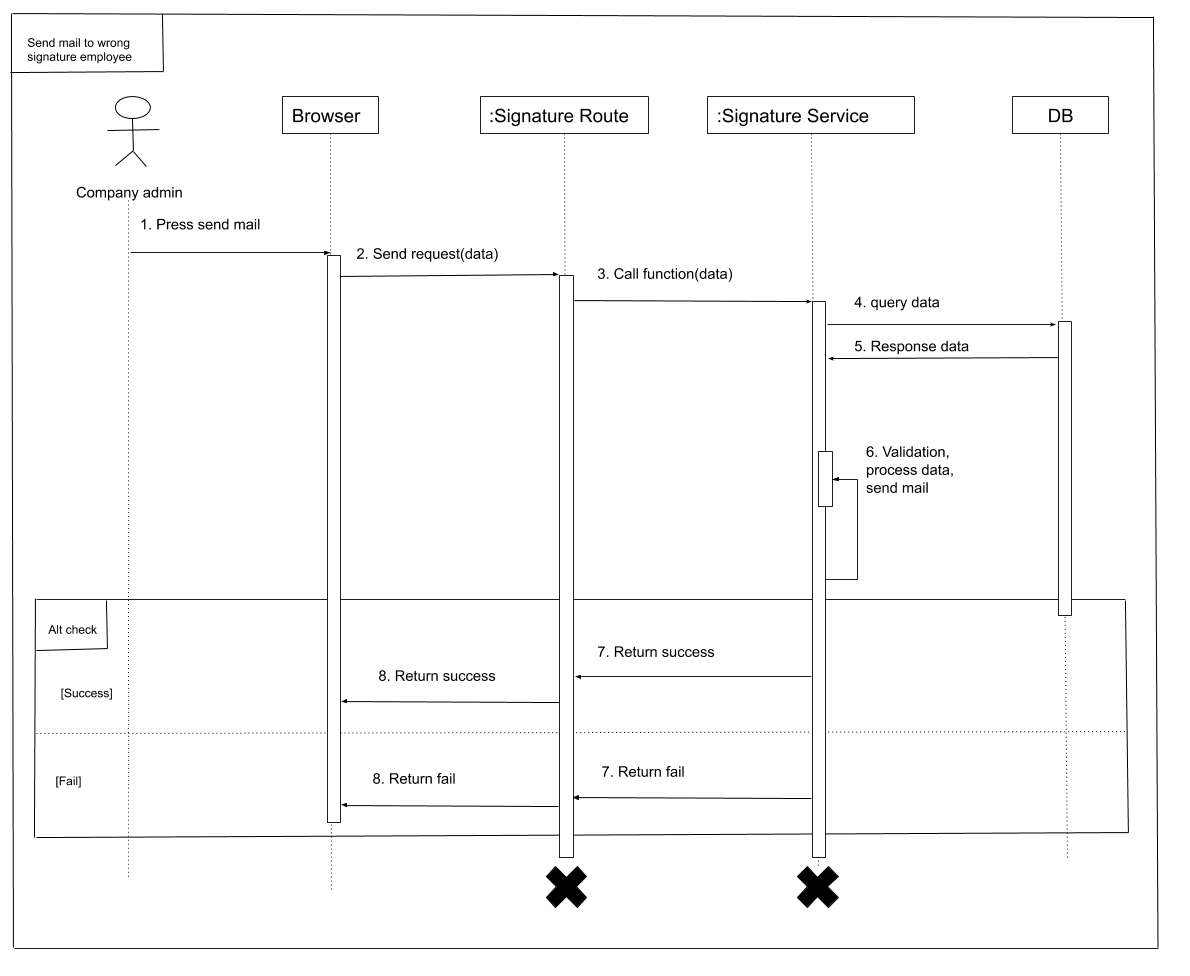 Send mail to wrong
signature employee
Browser
:Signature Route
:Signature Service
DB
Company admin
1. Press send mail
2. Send request(data)
3. Call function(data)
4. query data
5. Response data
6. Validation,
process data,
send mail
Alt check
7. Return success
8. Return success
[Success]
7. Return fail
8. Return fail
[Fail]